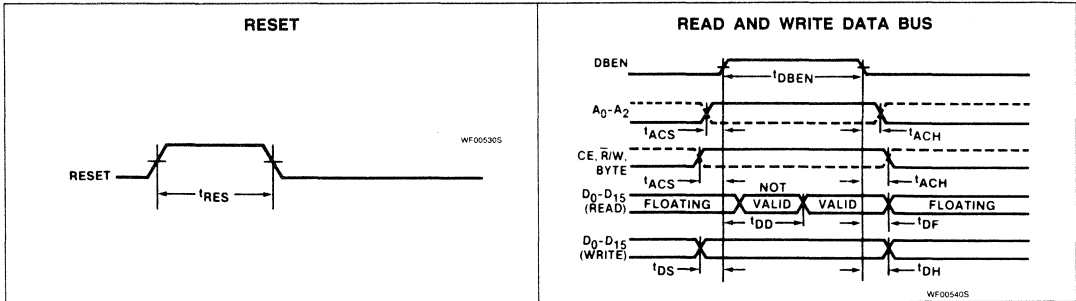 RESET
WF00530S
RESET
tRES
READ AND WRITE DATA BUS
DBEN
tDBEN
A0-A2
tACS
tACH
CE, R̅/W,
BYTE
tACS
tACH
D0-D15
(READ)
FLOATING
NOT
VALID
VALID
FLOATING
tDD
tDF
D0-D15
(WRITE)
tDS
tDH
WF00540S